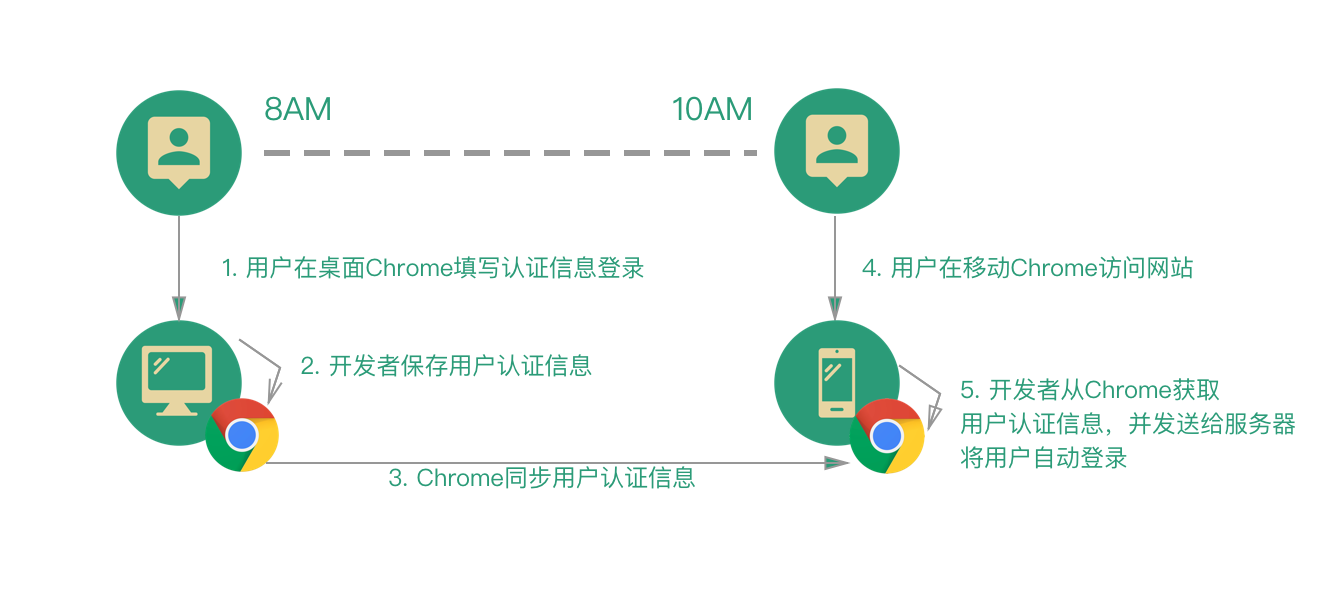 8AM
10AM
1. 用户在桌面Chrome填写认证信息登录
4. 用户在移动Chrome访问网站
2. 开发者保存用户认证信息
5. 开发者从Chrome获取
用户认证信息，并发送给服务器
将用户自动登录
3. Chrome同步用户认证信息